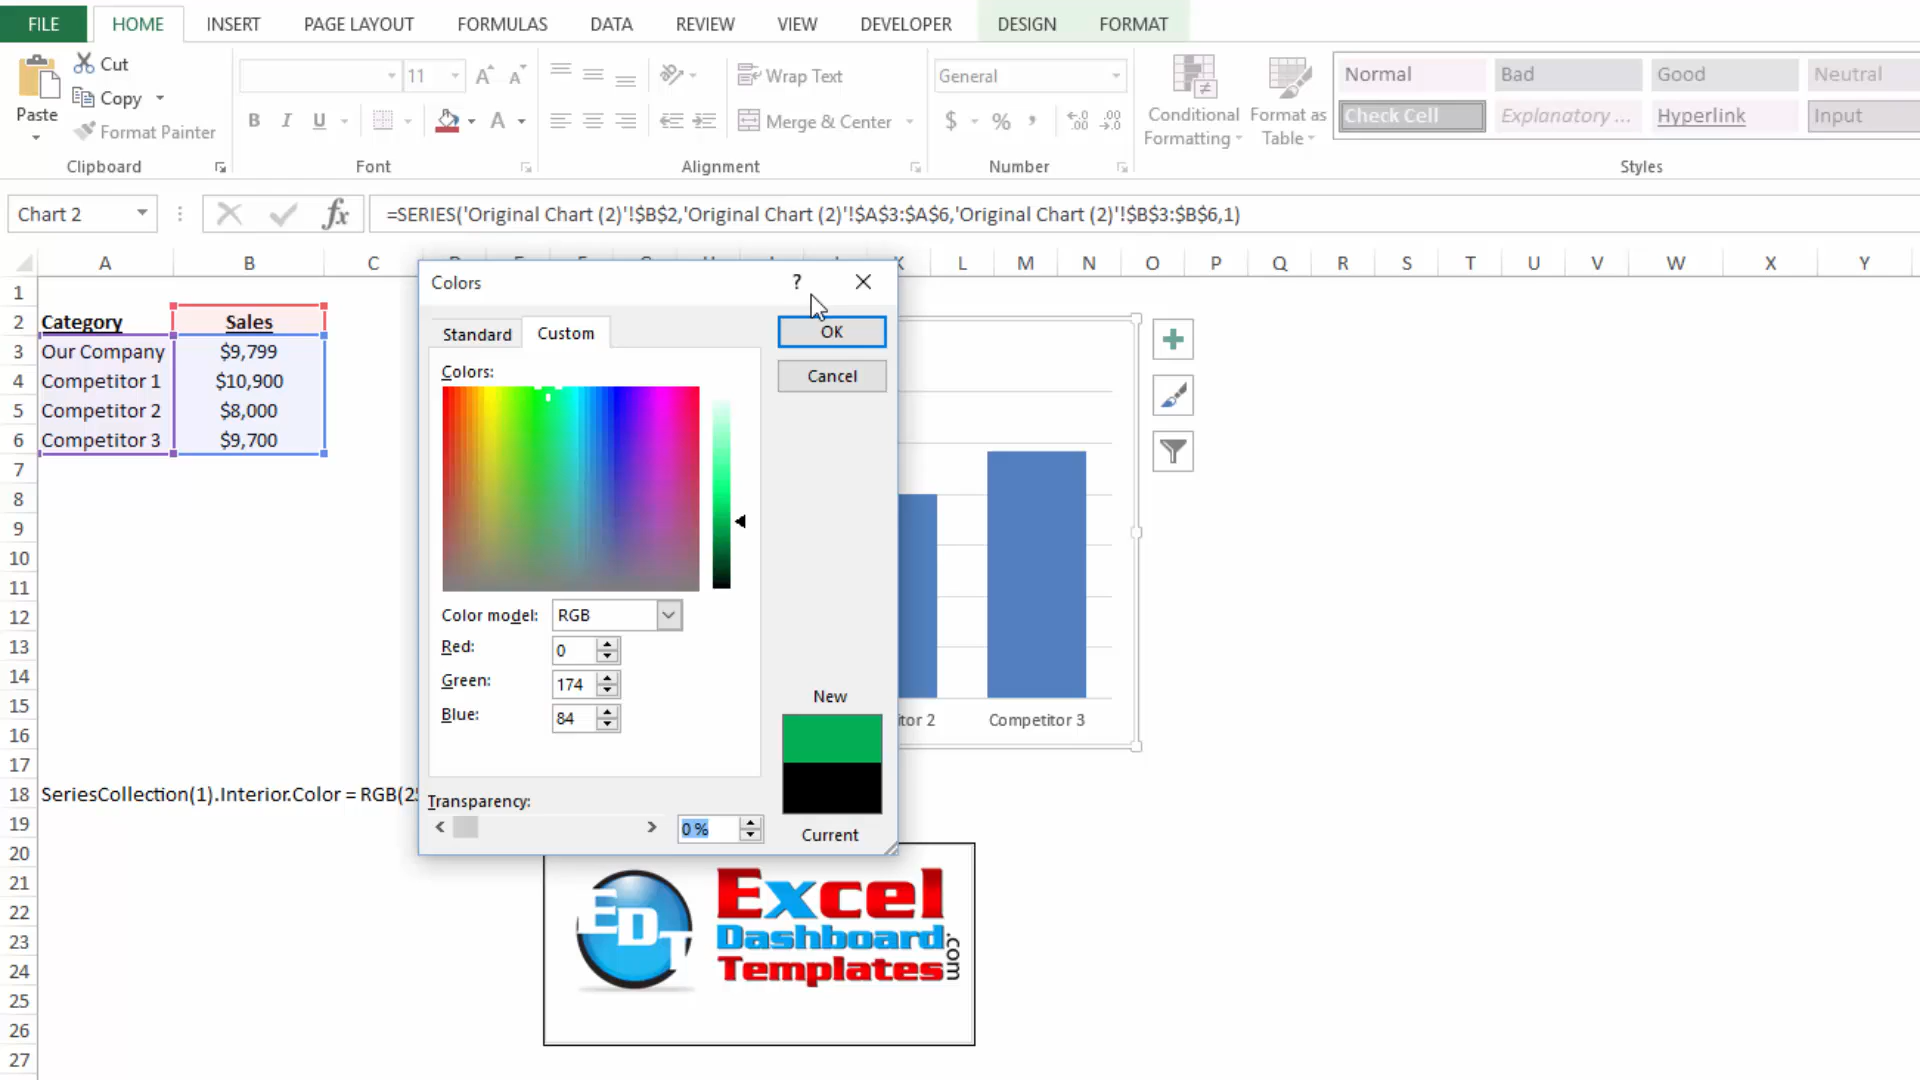 FILE HOME INSERT PAGE LAYOUT FORMULAS DATA REVIEW VIEW DEVELOPER DESIGN FORMAT
Paste
Cut
Copy
Format Painter
Clipboard
11
A A
B I U A
Font
Wrap Text
Merge & Center
Alignment
General
$ % ,
Number
Conditional
Formatting
Format as
Table
Normal Bad Good Neutral
Check Cell Explanatory ... Hyperlink Input
Styles
Chart 2
fx
=SERIES('Original Chart (2)'!$B$2,'Original Chart (2)'!$A$3:$A$6,'Original Chart (2)'!$B$3:$B$6,1)
A B C L M N O P Q R S T U V W X Y
1
2 Category Sales
3 Our Company $9,799
4 Competitor 1 $10,900
5 Competitor 2 $8,000
6 Competitor 3 $9,700
7
8
9
10
11
12
13
14
15
16
17
18 SeriesCollection(1).Interior.Color = RGB(2
19
20
21
22
23
24
25
26
27
Colors ?
Standard Custom
OK
Cancel
Colors:
Color model: RGB
Red: 0
Green: 174
Blue: 84
New
Current
Transparency:
0 %
tor 2 Competitor 3
EDT
Excel
Dashboard
Templates
.com